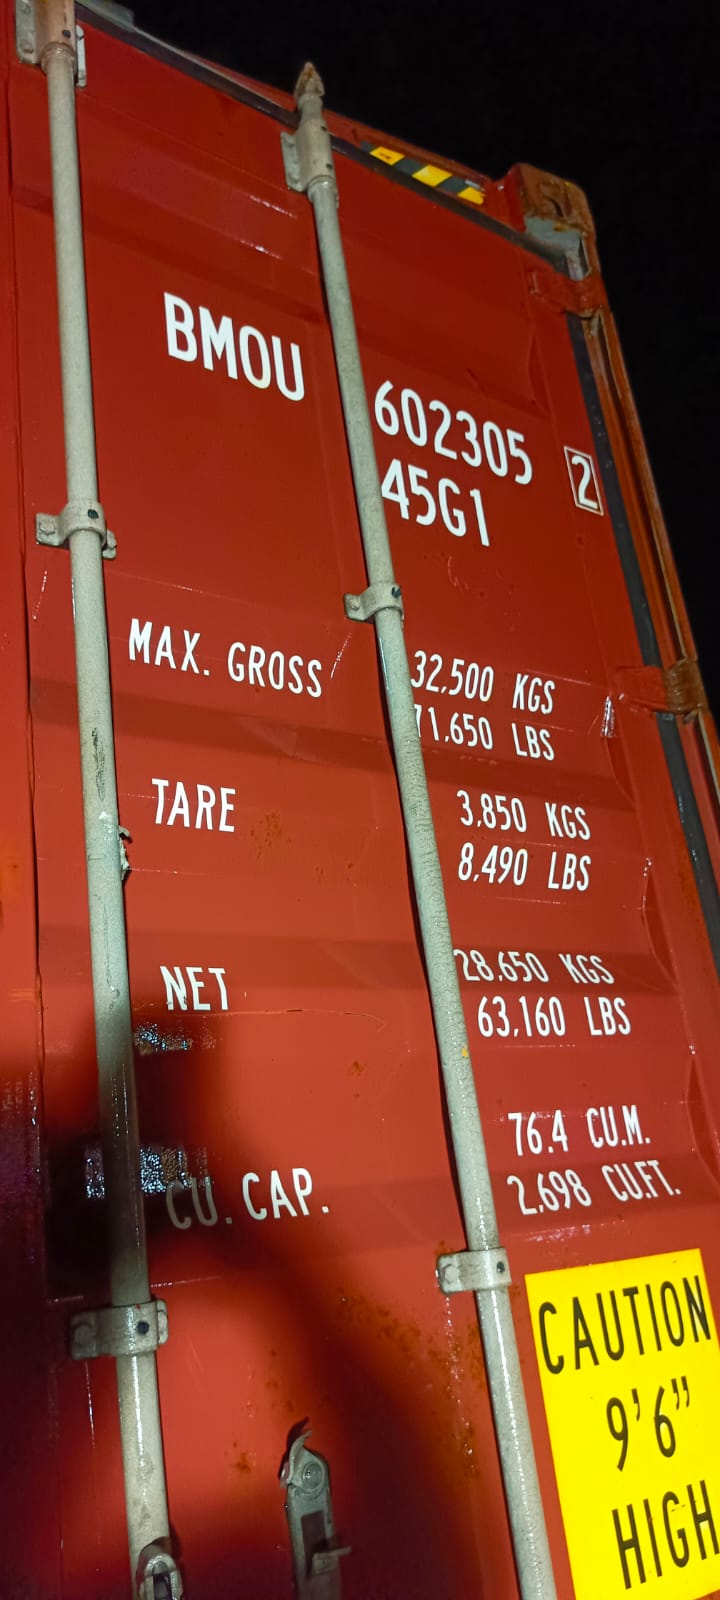 BMOU 602305 2
45G1
MAX. GROSS 32,500 KGS
71,650 LBS
TARE 3,850 KGS
8,490 LBS
NET 28,650 KGS
63,160 LBS
CU. CAP. 76.4 CU.M.
2,698 CU.FT.
CAUTION
9'6"
HIGH